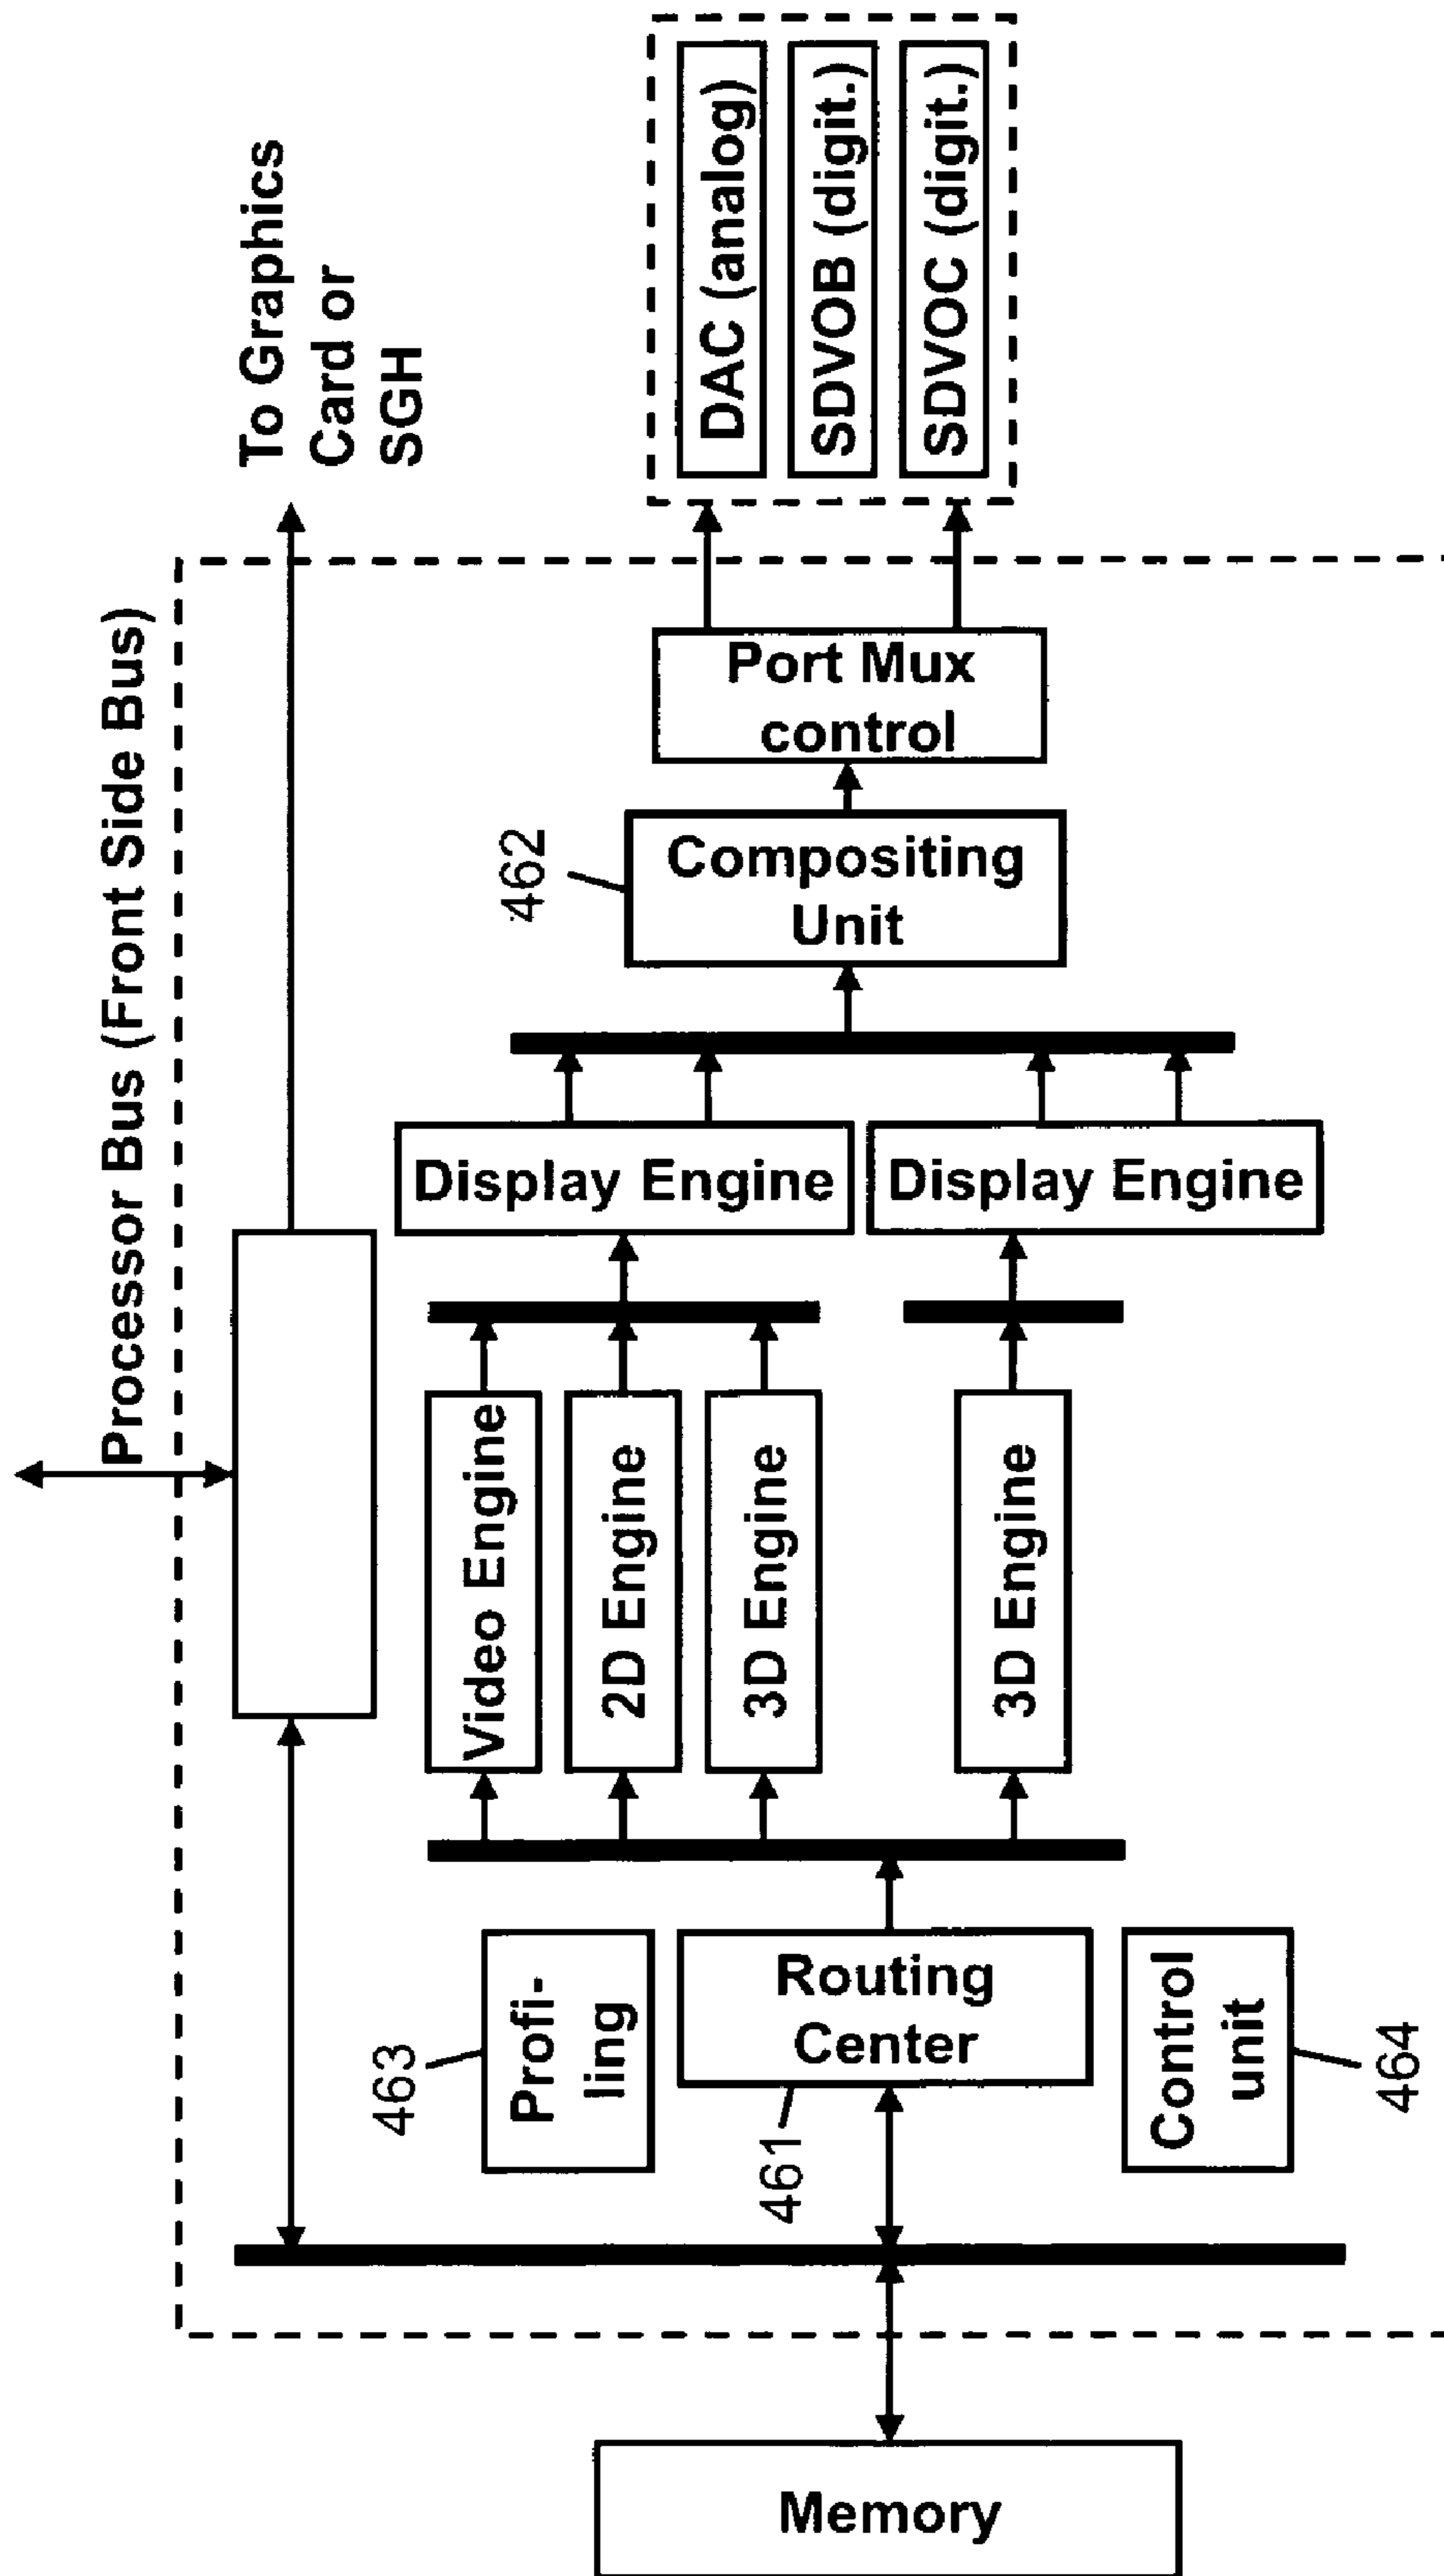 Processor Bus (Front Side Bus)
To Graphics
Card or
SGH
DAC (analog)
SDVOB (digit.)
SDVOC (digit.)
Port Mux
control
462
Compositing
Unit
Display Engine
Display Engine
Video Engine
2D Engine
3D Engine
3D Engine
463
Profi-
ling
Routing
Center
461
Control
unit
464
Memory